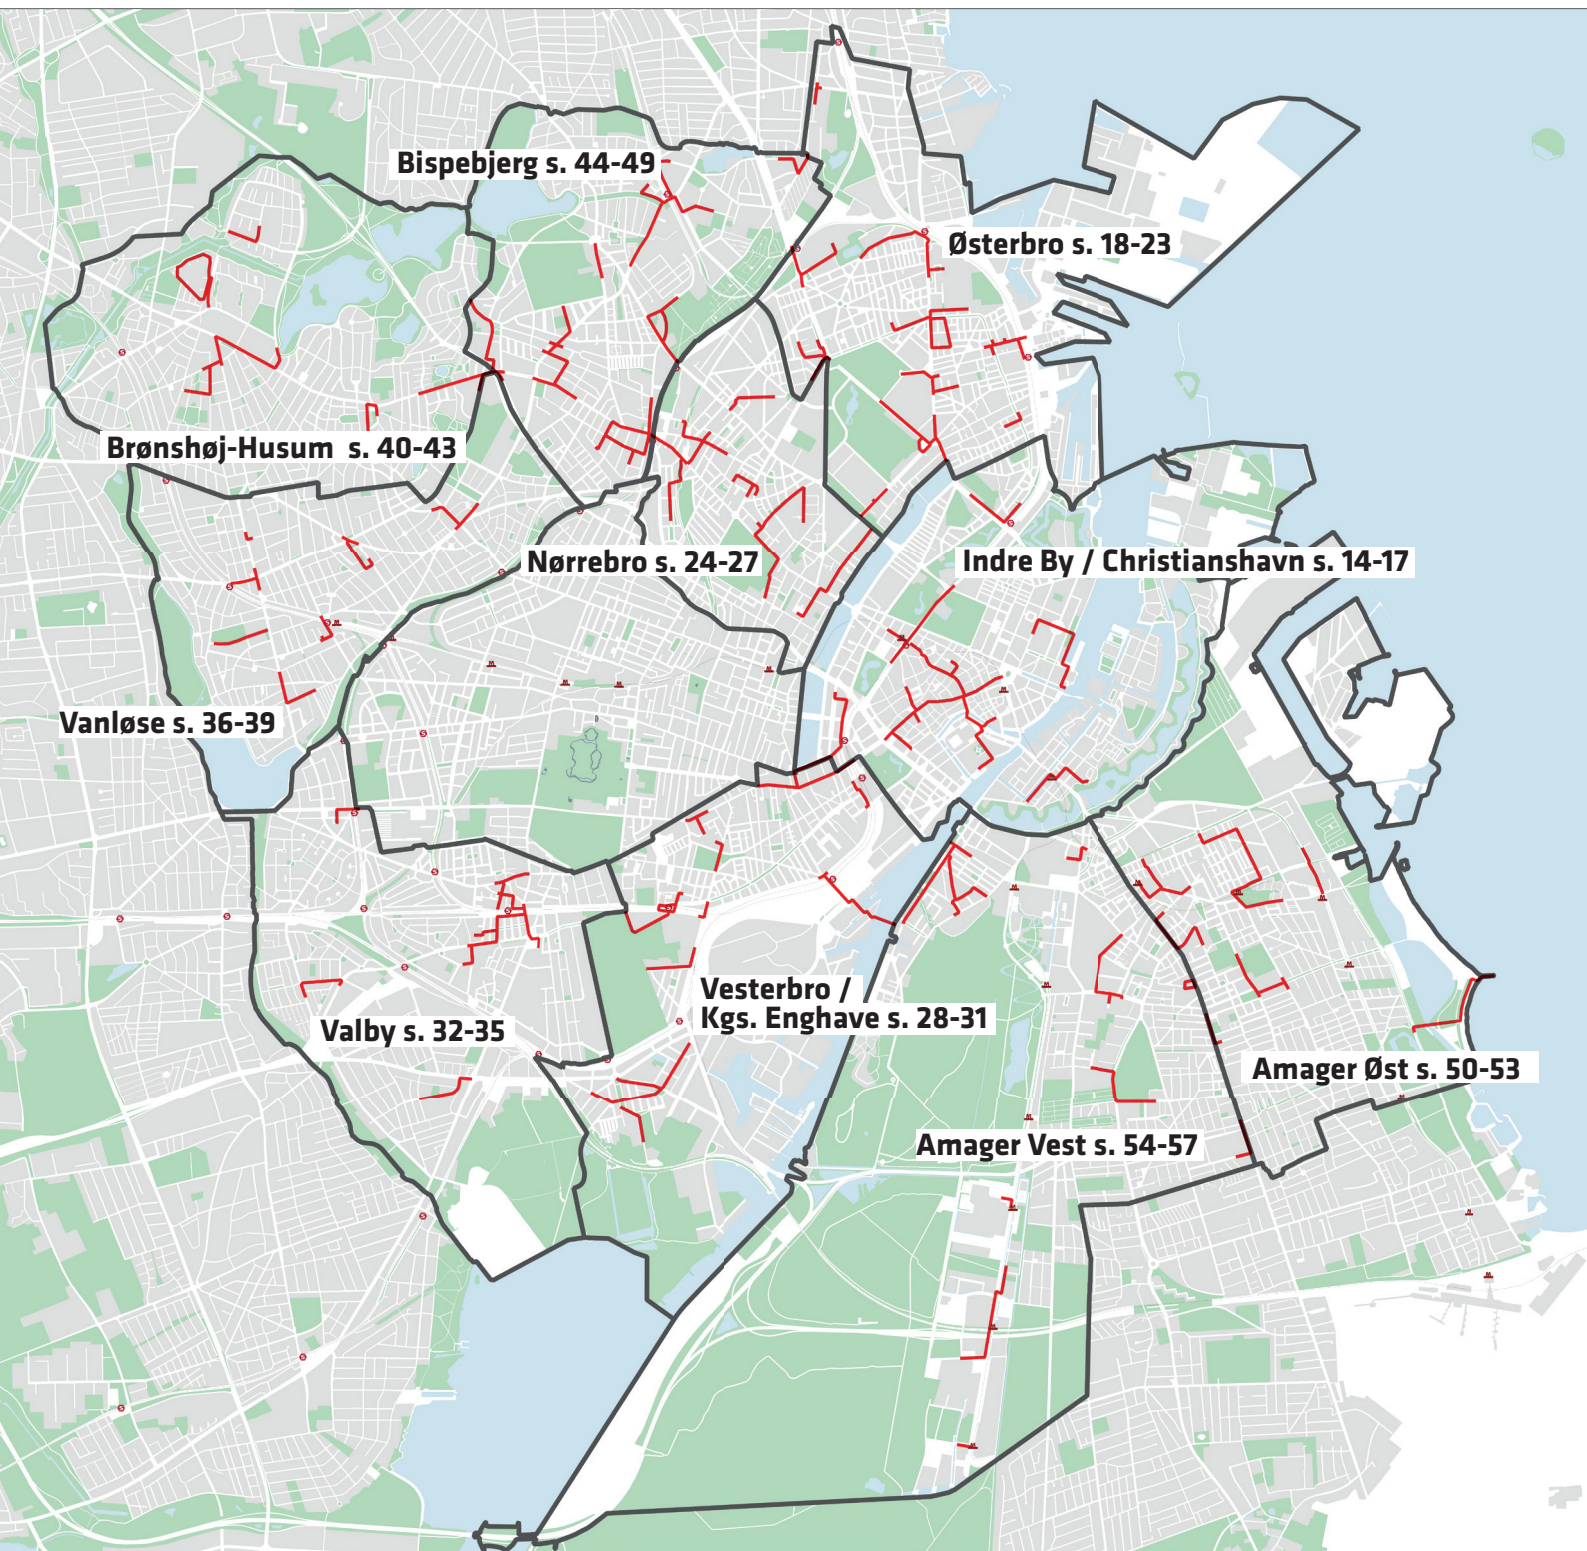 Bispebjerg s. 44-49
Østerbro s. 18-23
Brønshøj-Husum s. 40-43
Nørrebro s. 24-27
Indre By / Christianshavn s. 14-17
Vanløse s. 36-39
Vesterbro /
Kgs. Enghave s. 28-31
Valby s. 32-35
Amager Øst s. 50-53
Amager Vest s. 54-57